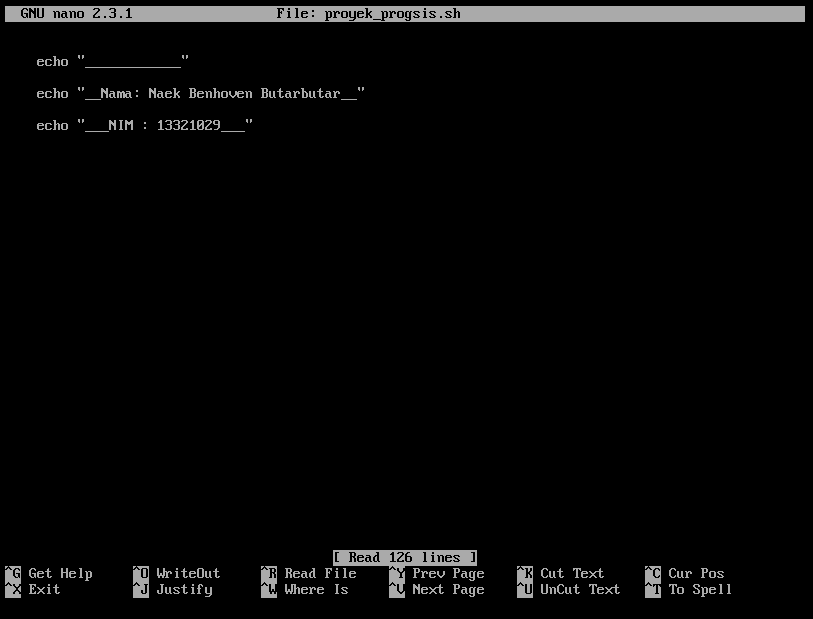 GNU nano 2.3.1 File: proyek_progsis.sh
echo "____________"
echo "__Nama: Naek Benhoven Butarbutar__"
echo "___NIM : 13321029___"
[ Read 126 lines ]
^G Get Help ^O WriteOut ^R Read File ^Y Prev Page ^K Cut Text ^C Cur Pos
^X Exit ^J Justify ^W Where Is ^V Next Page ^U UnCut Text ^T To Spell